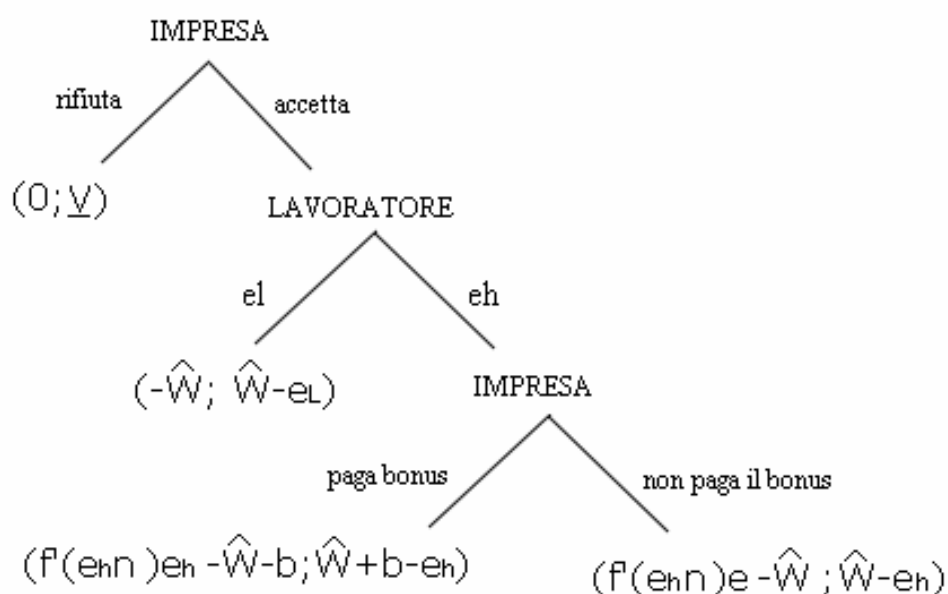 IMPRESA
rifiuta accetta
(0; V̲)
LAVORATORE
el eh
(-Ŵ; Ŵ-eL)
IMPRESA
paga bonus non paga il bonus
(f'(ehn)eh -Ŵ-b;Ŵ+b-eh)
(f'(ehn)e -Ŵ ;Ŵ-eh)